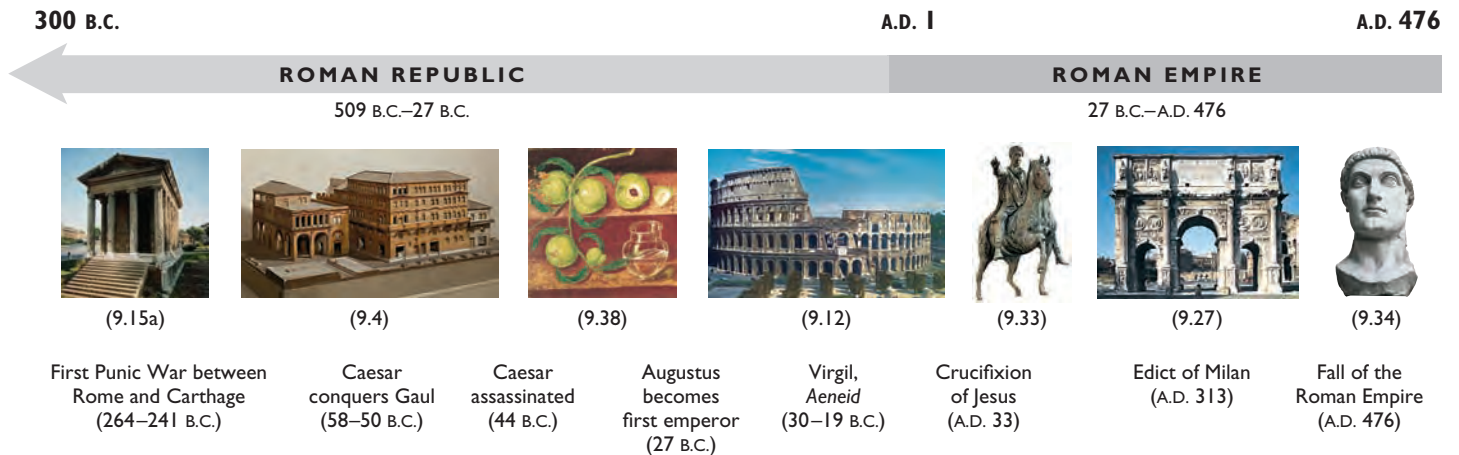 300 B.C.
A.D. 1
A.D. 476
ROMAN REPUBLIC
ROMAN EMPIRE
509 B.C.–27 B.C.
27 B.C.–A.D. 476
(9.15a)
(9.4)
(9.38)
(9.12)
(9.33)
(9.27)
(9.34)
First Punic War between
Rome and Carthage
(264–241 B.C.)
Caesar
conquers Gaul
(58–50 B.C.)
Caesar
assassinated
(44 B.C.)
Augustus
becomes
first emperor
(27 B.C.)
Virgil,
Aeneid
(30–19 B.C.)
Crucifixion
of Jesus
(A.D. 33)
Edict of Milan
(A.D. 313)
Fall of the
Roman Empire
(A.D. 476)